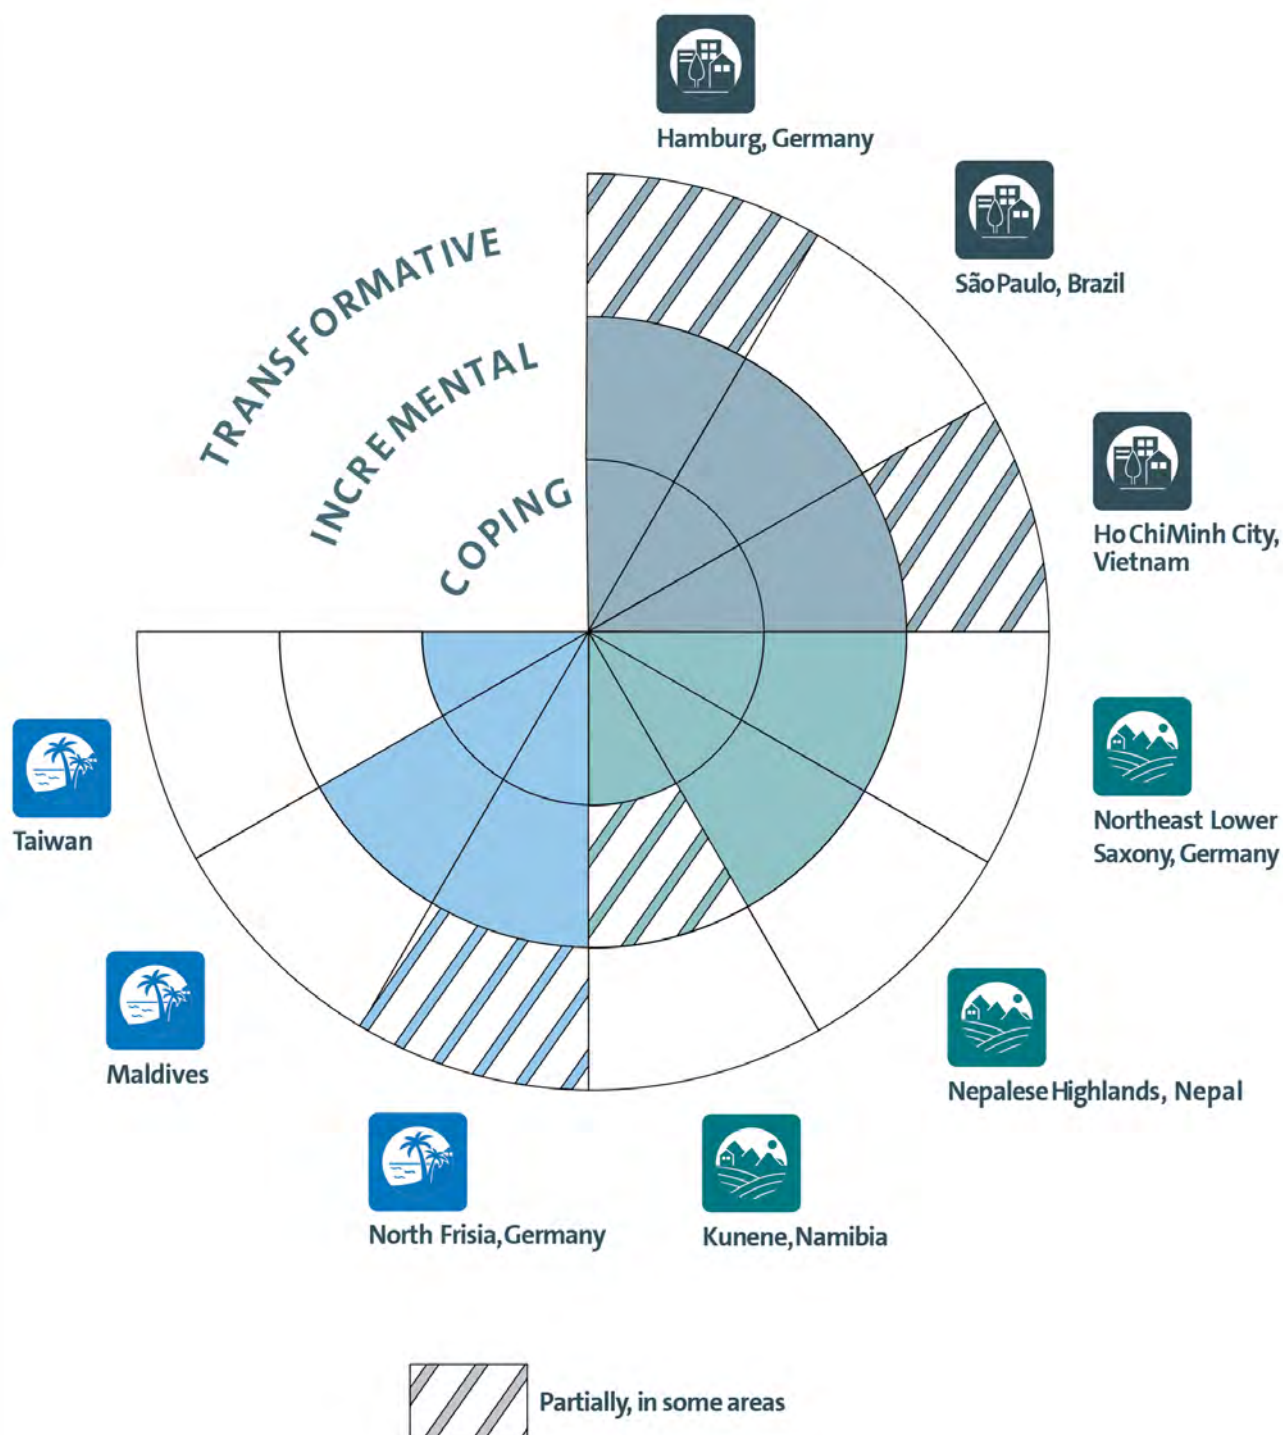 Hamburg, Germany
São Paulo, Brazil
TRANSFORMATIVE
INCREMENTAL
COPING
Ho Chi Minh City,
Vietnam
Northeast Lower
Saxony, Germany
Taiwan
Nepalese Highlands, Nepal
Maldives
North Frisia, Germany
Kunene, Namibia
Partially, in some areas